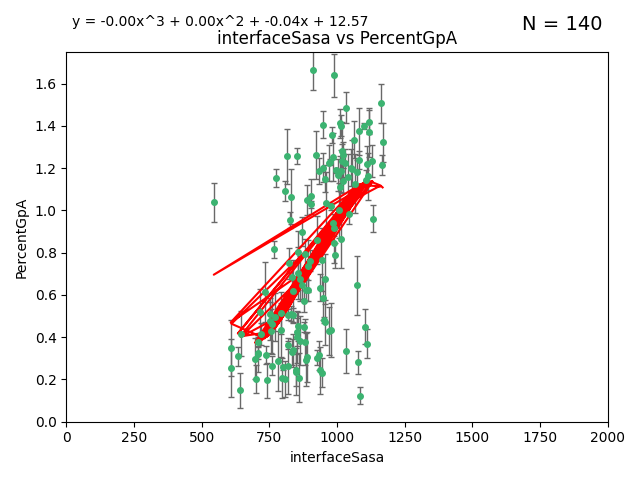 y = -0.00x^3 + 0.00x^2 + -0.04x + 12.57
N = 140
interfaceSasa vs PercentGpA
1.6
1.4
1.2
1.0
0.8
0.6
0.4
0.2
0.0
PercentGpA
0 250 500 750 1000 1250 1500 1750 2000
interfaceSasa